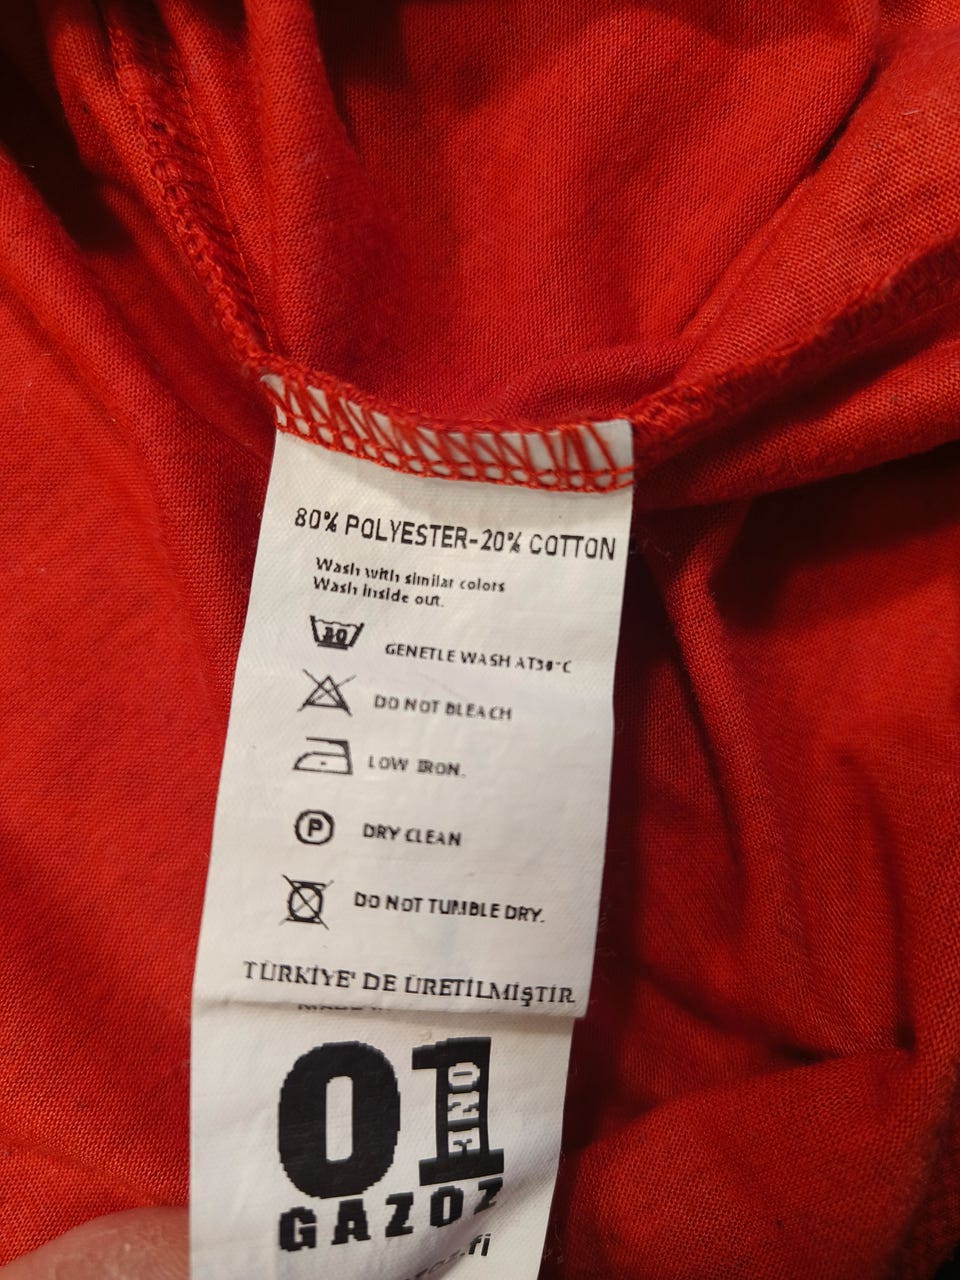 80% POLYESTER-20% COTTON
Wash with similar colors
Wash inside out.
30
GENETLE WASH AT30°C
DO NOT BLEACH
LOW IRON.
P
DRY CLEAN
DO NOT TUMBLE DRY.
TÜRKİYE' DE ÜRETİLMİŞTİR
01
ONE
GAZOZ